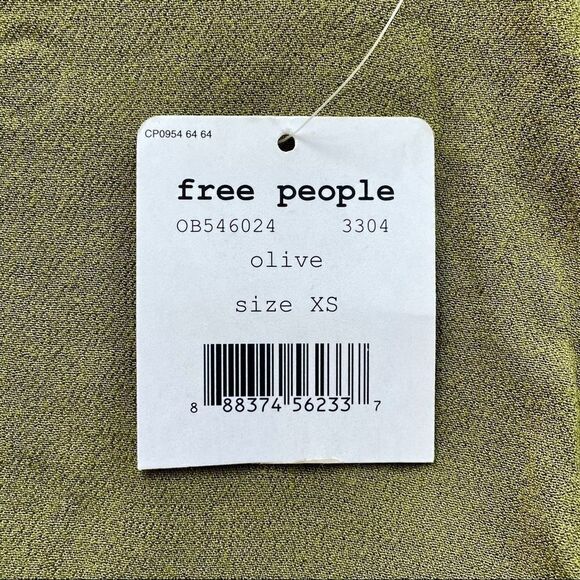 CP0954 64 64
free people
OB546024 3304
olive
size XS
8 88374 56233 7